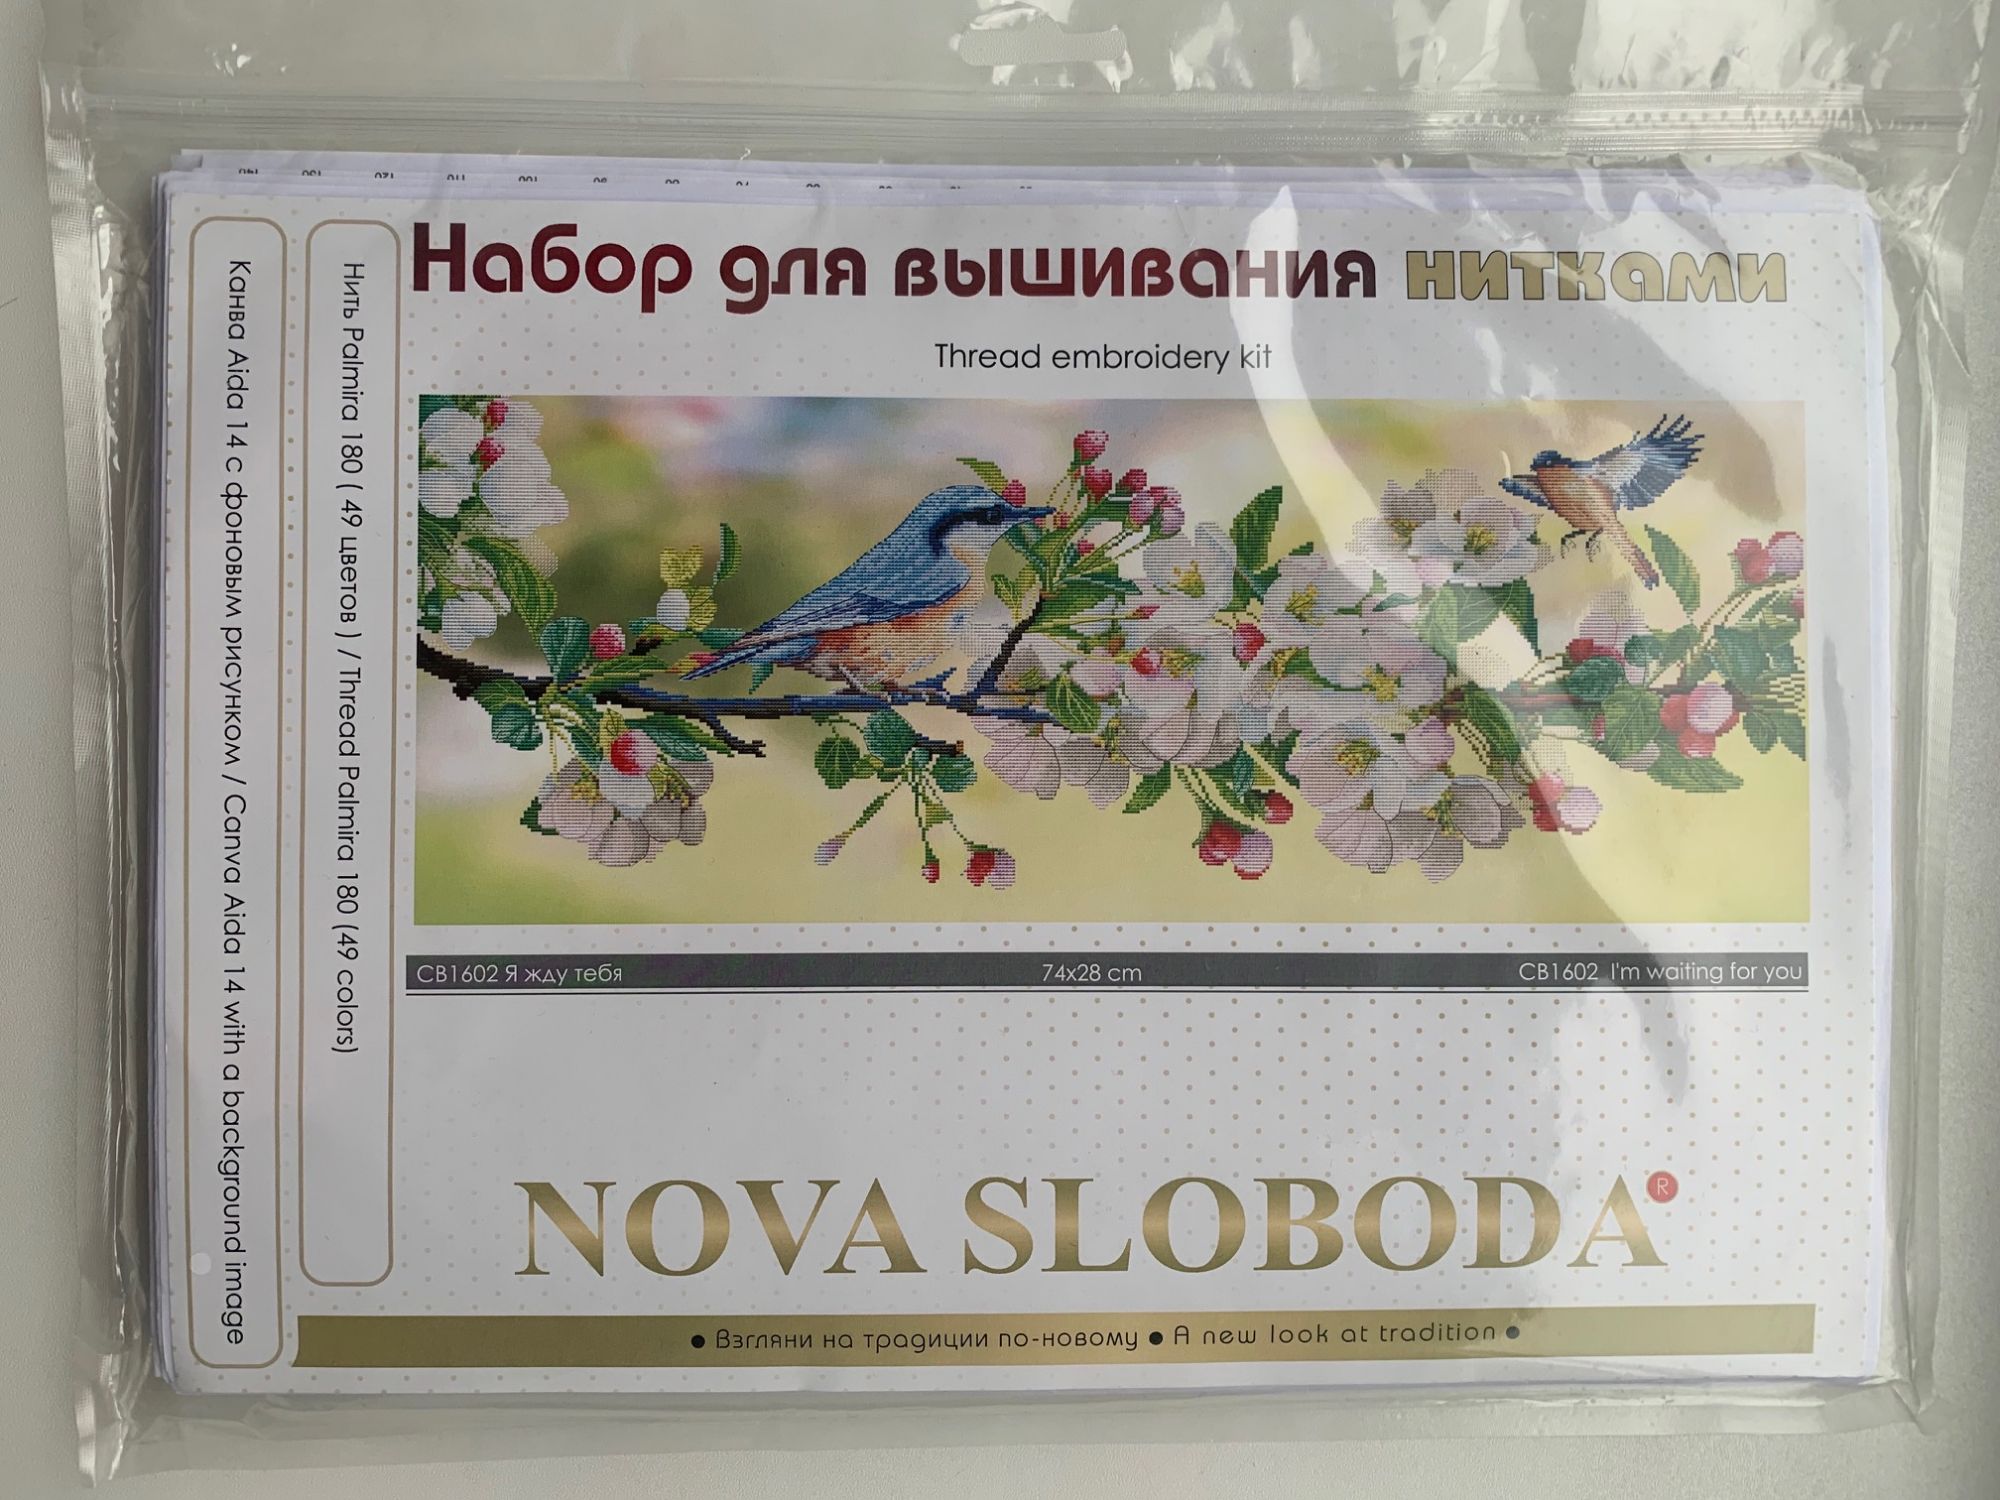 Набор для вышивания нитками
Thread embroidery kit
Канва Aida 14 с фоновым рисунком / Canva Aida 14 with a background image
Нить Palmira 180 ( 49 цветов ) / Thread Palmira 180 (49 colors)
СВ1602 Я жду тебя 74x28 cm CB1602 I'm waiting for you
NOVA SLOBODA®
• Взгляни на традиции по-новому • A new look at tradition •